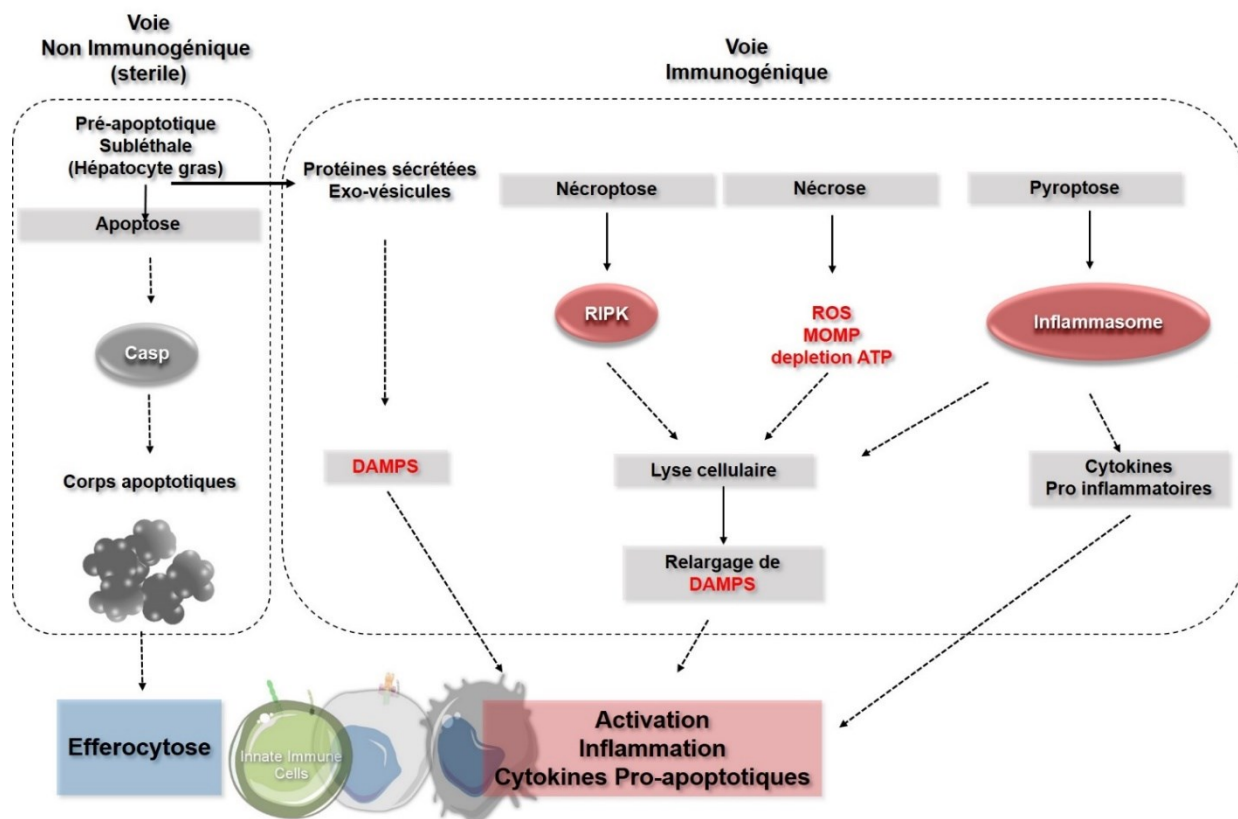 Voie
Non Immunogénique
(sterile)
Voie
Immunogénique
Pré-apoptotique
Subléthale
(Hépatocyte gras)
Apoptose
Casp
Corps apoptotiques
Efferocytose
Protéines sécrétées
Exo-vésicules
DAMPS
Nécroptose
RIPK
Nécrose
ROS
MOMP
depletion ATP
Pyroptose
Inflammasome
Lyse cellulaire
Relargage de
DAMPS
Cytokines
Pro inflammatoires
Innate Immune
Cells
Activation
Inflammation
Cytokines Pro-apoptotiques